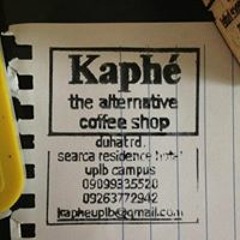 Kaphé
the alternative
coffee shop
duhat rd.
searca residence hotel
uplb campus
09099335520
09263772942
kapheuplb@gmail.com